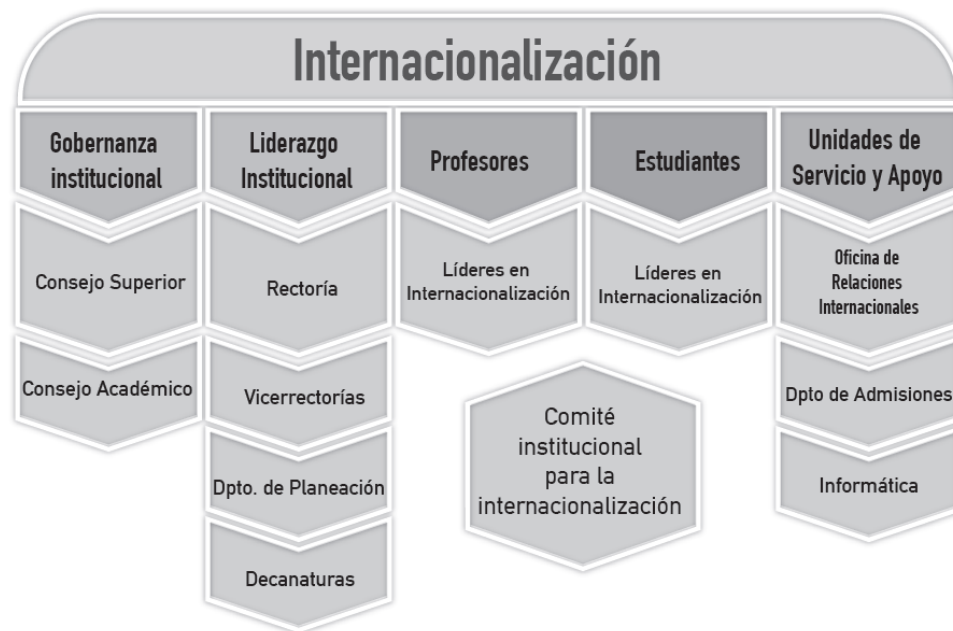 Internacionalización
Gobernanza
institucional
Consejo Superior
Consejo Académico
Liderazgo
Institucional
Rectoría
Vicerrectorías
Dpto. de Planeación
Decanaturas
Profesores
Líderes en
Internacionalización
Estudiantes
Líderes en
Internacionalización
Comité
institucional
para la
internacionalización
Unidades de
Servicio y Apoyo
Oficina de
Relaciones
Internacionales
Dpto de Admisiones
Informática